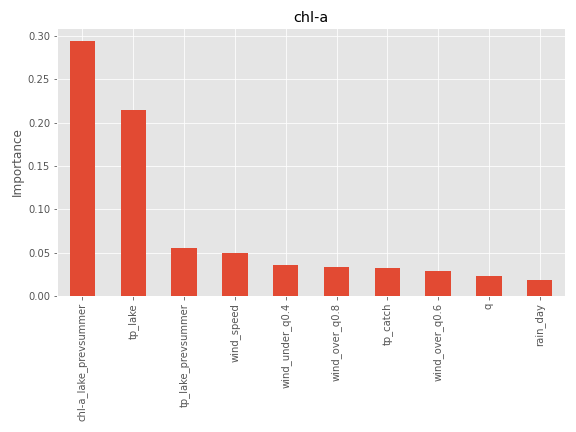 chl-a
Importance
0.30
0.25
0.20
0.15
0.10
0.05
0.00
chl-a_lake_prevsummer
tp_lake
tp_lake_prevsummer
wind_speed
wind_under_q0.4
wind_over_q0.8
tp_catch
wind_over_q0.6
q
rain_day